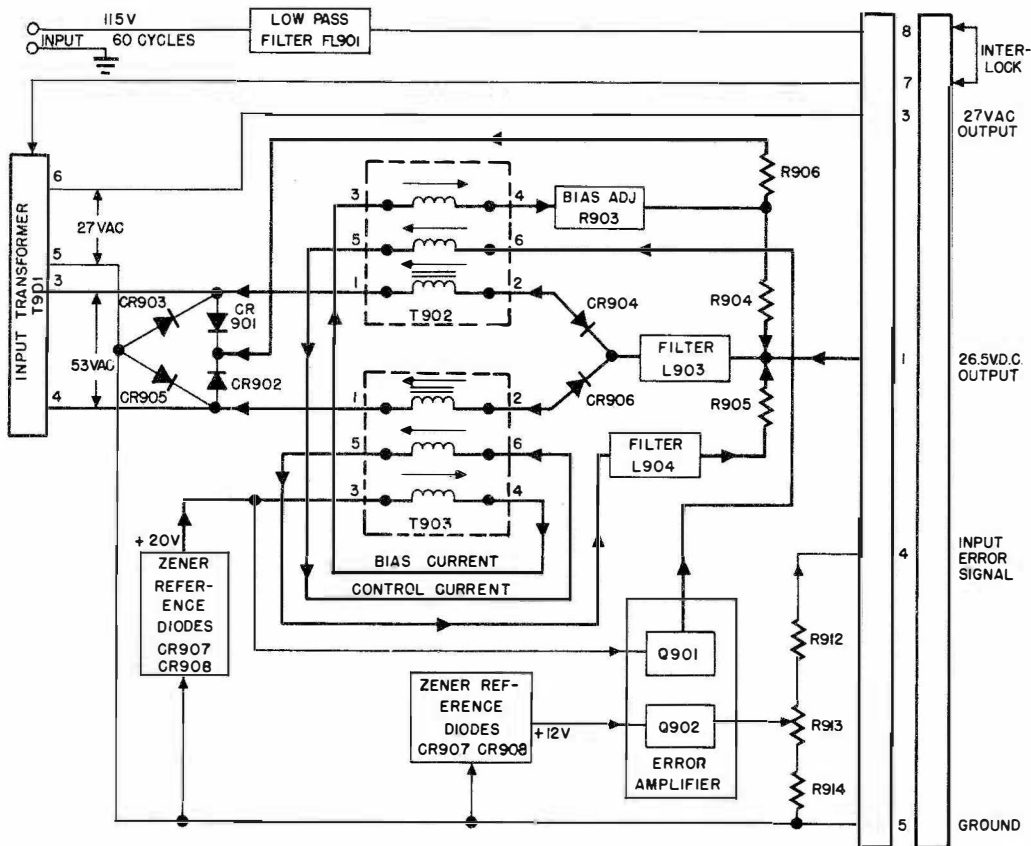 115V
INPUT 60 CYCLES
LOW PASS
FILTER FL901
8
7
3
INTER-
LOCK
27VAC
OUTPUT
INPUT TRANSFORMER
T901
6
27 VAC
5
3
53VAC
4
CR903
CR
901
CR902
CR905
3
4
5
6
1
2
T902
BIAS ADJ
R903
R906
R904
CR904
FILTER
L903
CR906
R905
1
26.5V.D.C.
OUTPUT
1
2
5
6
3
4
T903
FILTER
L904
BIAS CURRENT
CONTROL CURRENT
+20V
ZENER
REFER-
ENCE
DIODES
CR907
CR908
ZENER REF-
ERENCE
DIODES
CR907 CR908
+12V
Q901
Q902
ERROR
AMPLIFIER
R912
R913
R914
4
INPUT
ERROR
SIGNAL
5
GROUND